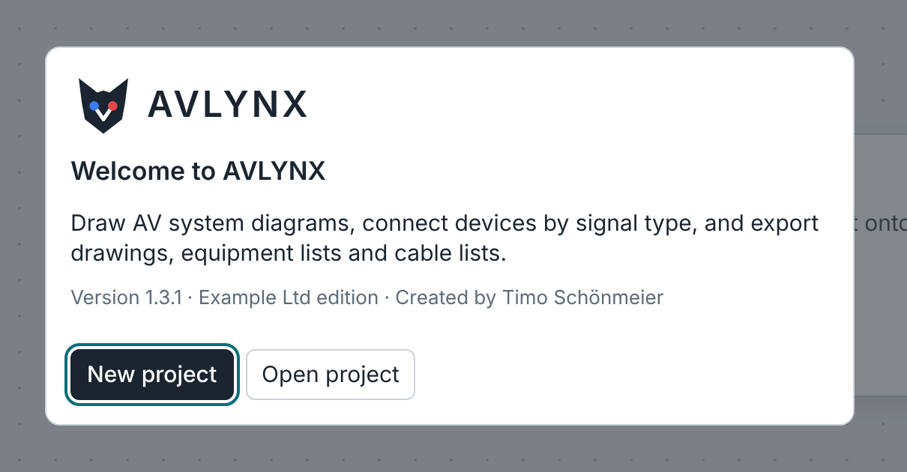 AVLYNX
Welcome to AVLYNX
Draw AV system diagrams, connect devices by signal type, and export
drawings, equipment lists and cable lists.
Version 1.3.1 · Example Ltd edition · Created by Timo Schönmeier
New project
Open project